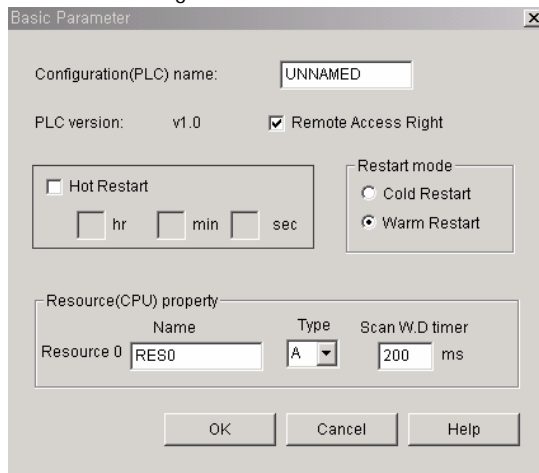 Basic Parameter
Configuration(PLC) name: UNNAMED
PLC version: v1.0 Remote Access Right
Restart mode
Hot Restart
Cold Restart
hr min sec
Warm Restart
Resource(CPU) property
Name Type Scan W.D timer
Resource 0 RES0 A 200 ms
OK Cancel Help